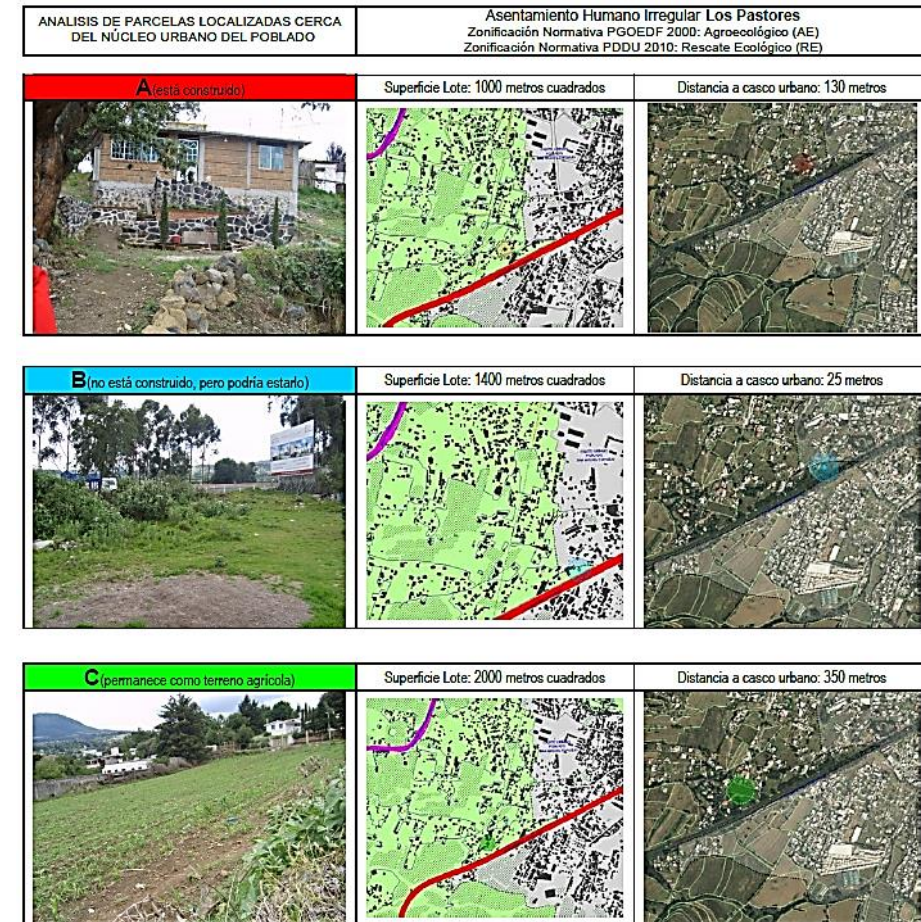 ANALISIS DE PARCELAS LOCALIZADAS CERCA
DEL NÚCLEO URBANO DEL POBLADO
Asentamiento Humano Irregular Los Pastores
Zonificación Normativa PGOEDF 2000: Agroecológico (AE)
Zonificación Normativa PDDU 2010: Rescate Ecológico (RE)
A(está construido)
Superficie Lote: 1000 metros cuadrados
Distancia a casco urbano: 130 metros
B(no está construido, pero podría estarlo)
Superficie Lote: 1400 metros cuadrados
Distancia a casco urbano: 25 metros
C(permanece como terreno agrícola)
Superficie Lote: 2000 metros cuadrados
Distancia a casco urbano: 350 metros